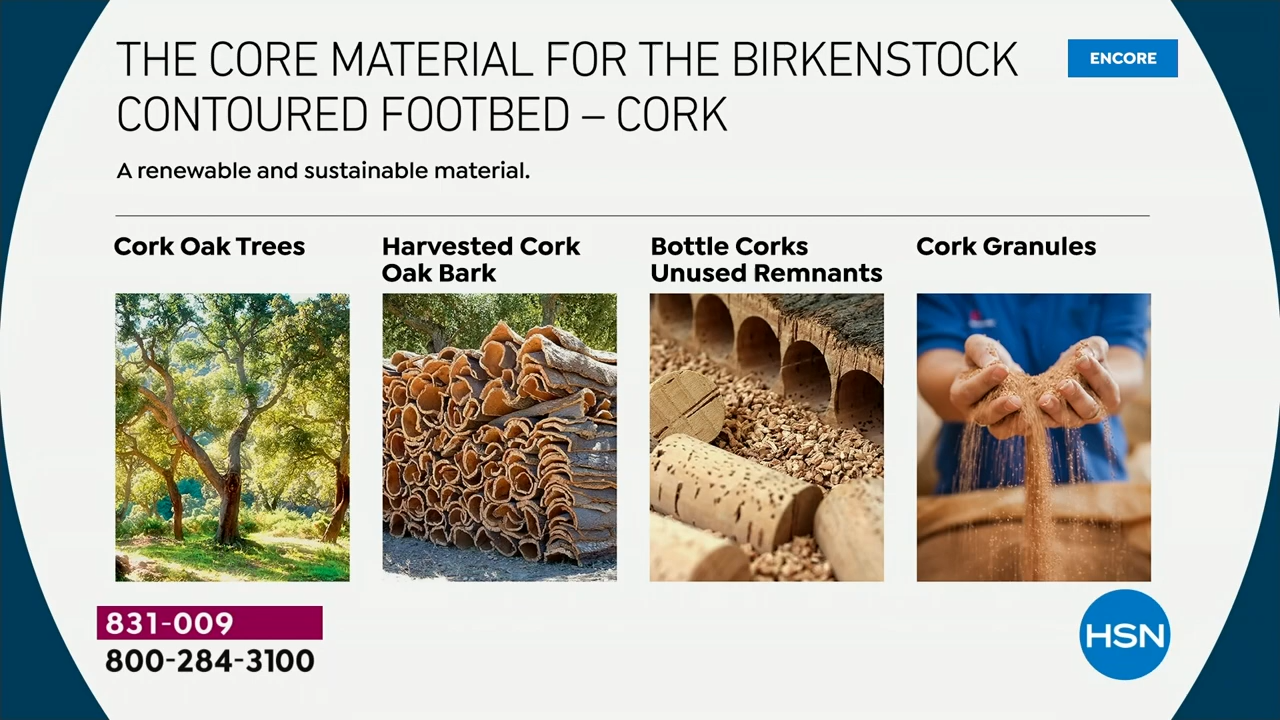 THE CORE MATERIAL FOR THE BIRKENSTOCK
CONTOURED FOOTBED – CORK
ENCORE
A renewable and sustainable material.
Cork Oak Trees
Harvested Cork
Oak Bark
Bottle Corks
Unused Remnants
Cork Granules
831-009
800-284-3100
HSN